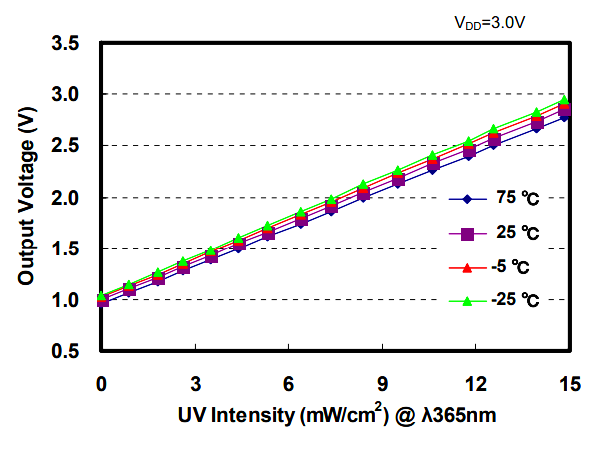 V_DD=3.0V
3.5
3.0
2.5
2.0
1.5
1.0
0.5
Output Voltage (V)
75 ℃
25 ℃
-5 ℃
-25 ℃
0 3 6 9 12 15
UV Intensity (mW/cm²) @ λ365nm